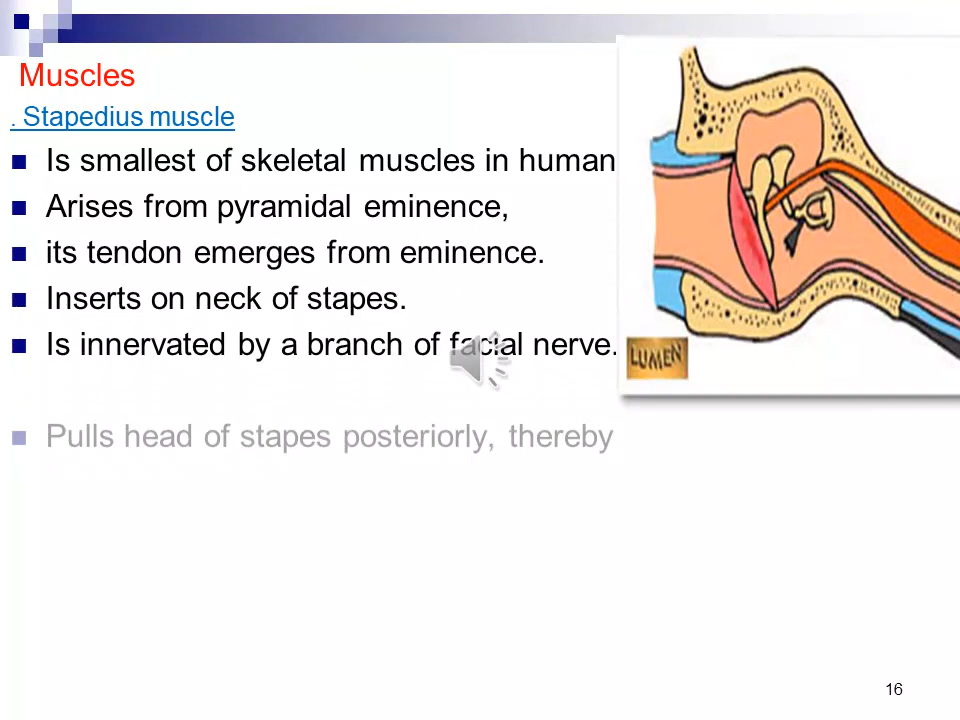 Muscles
. Stapedius muscle
Is smallest of skeletal muscles in human
Arises from pyramidal eminence,
its tendon emerges from eminence.
Inserts on neck of stapes.
Is innervated by a branch of facial nerve.
LUMEN
Pulls head of stapes posteriorly, thereby
16